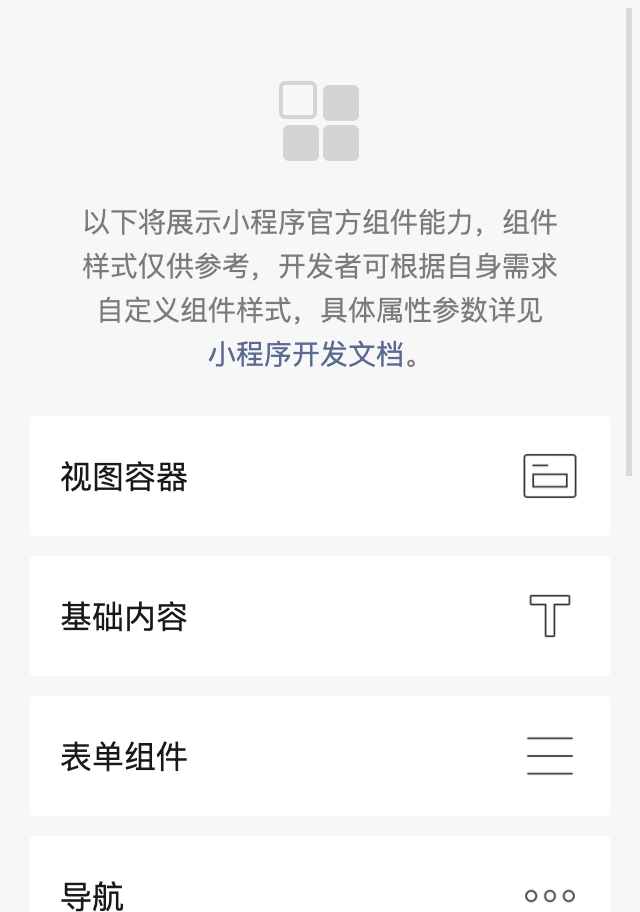 以下将展示小程序官方组件能力，组件
样式仅供参考，开发者可根据自身需求
自定义组件样式，具体属性参数详见
小程序开发文档。
视图容器
基础内容
表单组件
导航